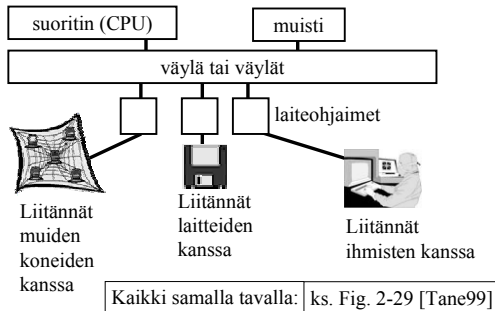 suoritin (CPU)
muisti
väylä tai väylät
laiteohjaimet
Liitännät
muiden
koneiden
kanssa
Liitännät
laitteiden
kanssa
Liitännät
ihmisten kanssa
Kaikki samalla tavalla: ks. Fig. 2-29 [Tane99]